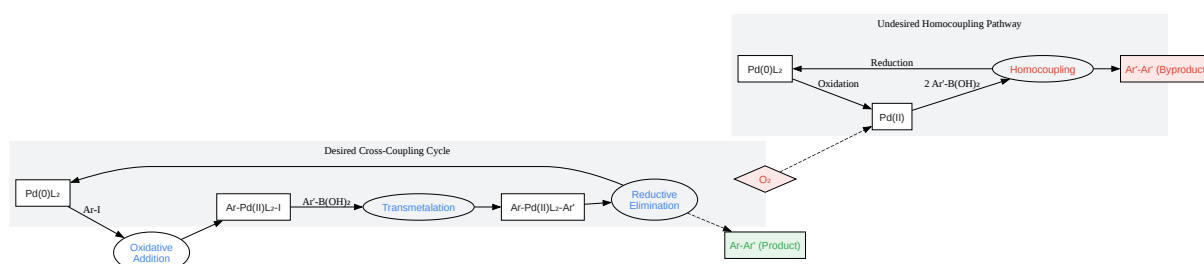 Undesired Homocoupling Pathway
Pd(0)L₂
Reduction
Homocoupling
Ar'-Ar' (Byproduct)
Oxidation
2 Ar'-B(OH)₂
Pd(II)
Desired Cross-Coupling Cycle
O₂
Pd(0)L₂
Ar-I
Ar-Pd(II)L₂-I
Ar'-B(OH)₂
Transmetalation
Ar-Pd(II)L₂-Ar'
Reductive
Elimination
Oxidative
Addition
Ar-Ar' (Product)